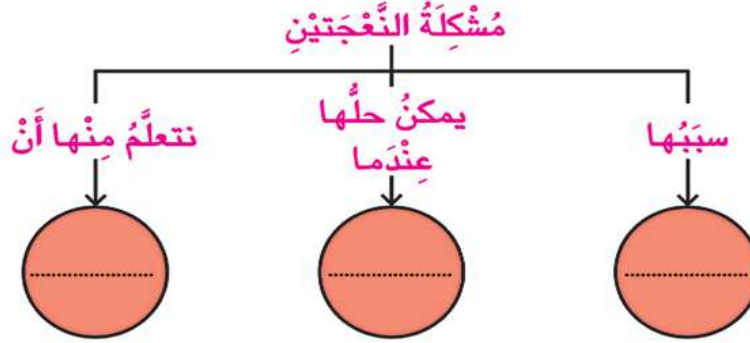 مُشْكِلَةُ النَّعْجَتيْنِ
سبَبُها
يمكنُ حلُّها
عِنْدَما
نتعلَّمُ مِنْها أَنْ